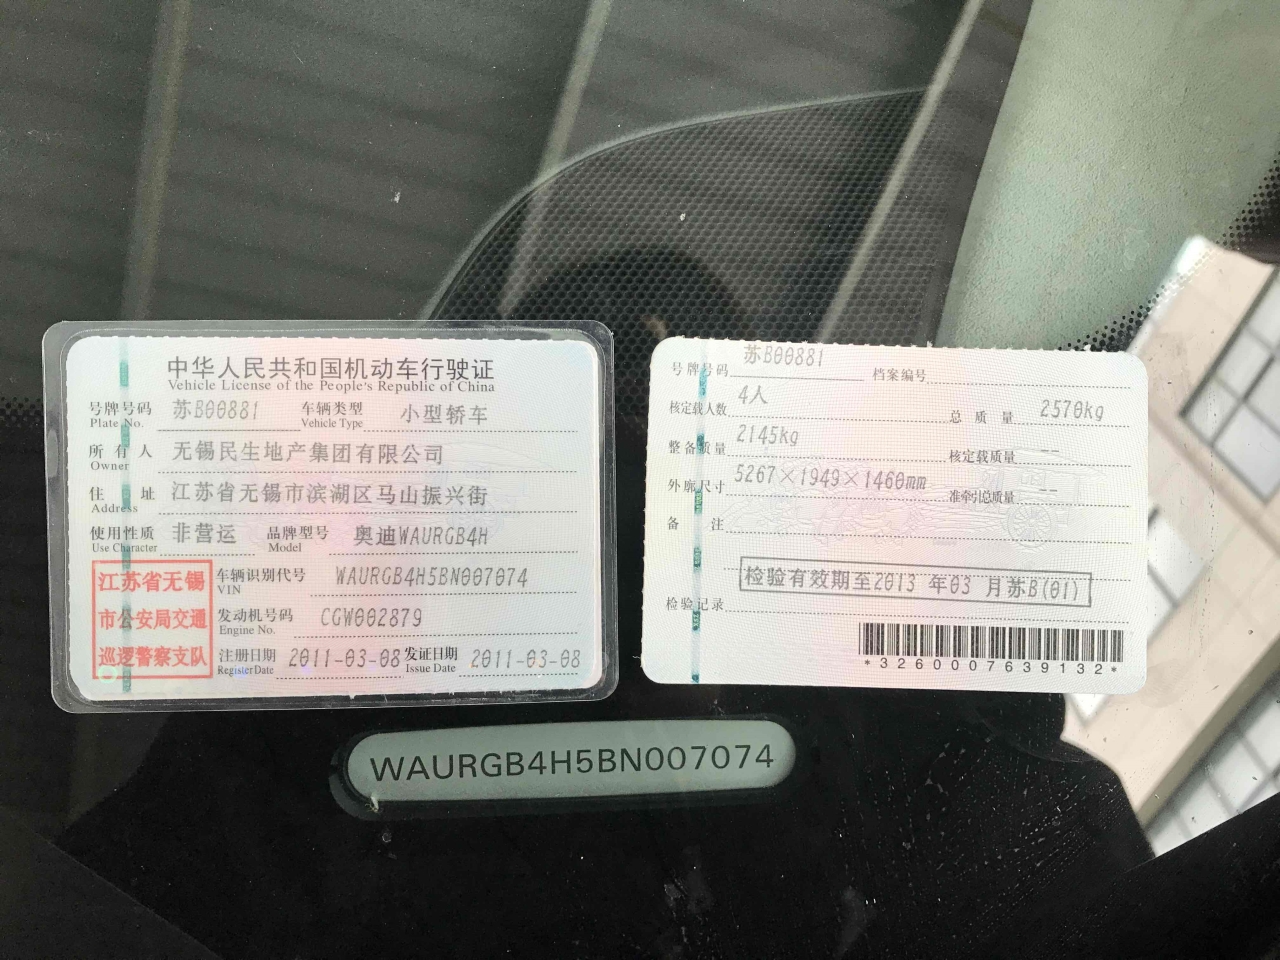 中华人民共和国机动车行驶证
Vehicle License of the People's Republic of China
号牌号码 苏B00881 车辆类型 小型轿车
Plate No. Vehicle Type
所有人 无锡民生地产集团有限公司
Owner
住址 江苏省无锡市滨湖区马山振兴街
Address
使用性质 非营运 品牌型号 奥迪WAURGB4H
Use Character Model
江苏省无锡
市公安局交通
巡逻警察支队
车辆识别代号 WAURGB4H5BN007074
VIN
发动机号码 CGW002879
Engine No.
注册日期 2011-03-08 发证日期 2011-03-08
Register Date Issue Date
号牌号码 苏B00881 档案编号
核定载人数 4人 总质量 2570kg
整备质量 2145kg 核定载质量 --
外廓尺寸 5267×1949×1460mm 准牵引总质量 --
备注
检验有效期至2013 年03 月苏B(01)
检验记录
*3260007639132*
WAURGB4H5BN007074